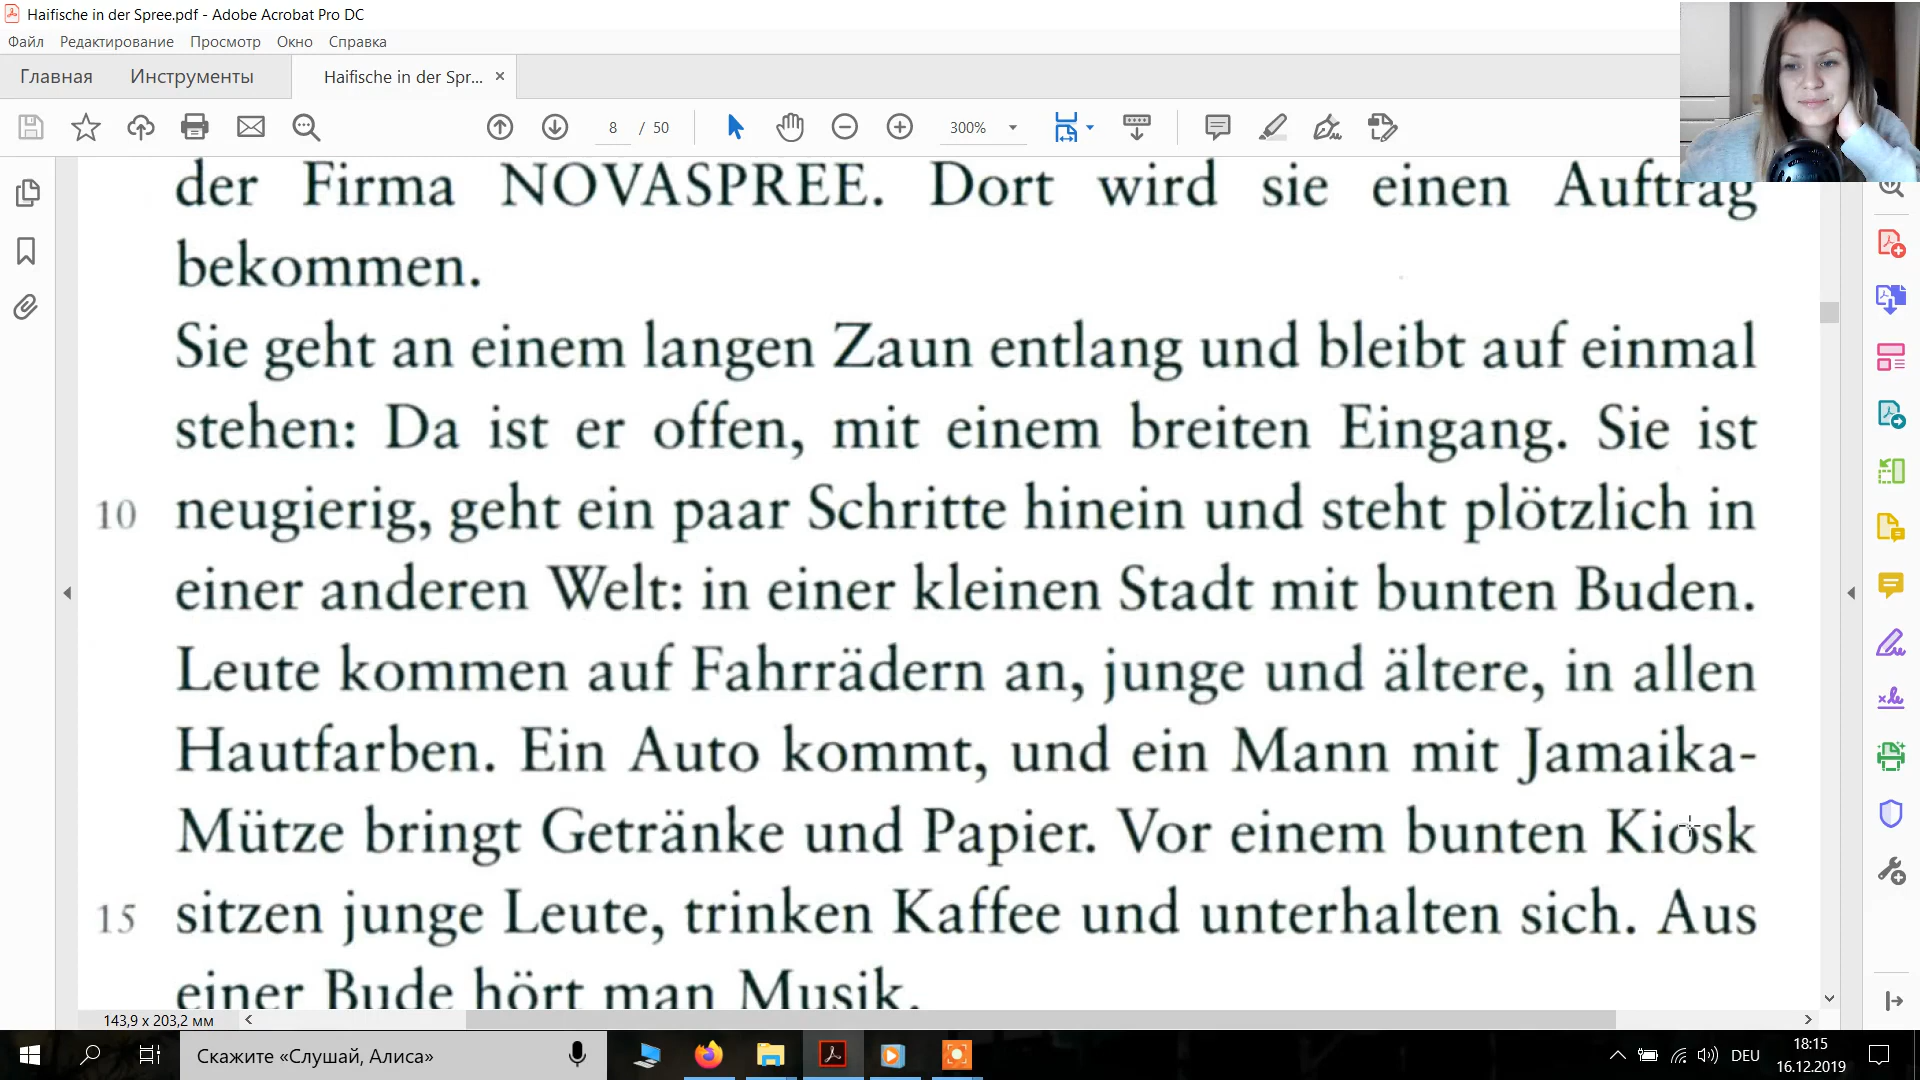 Haifische in der Spree.pdf - Adobe Acrobat Pro DC
Файл Редактирование Просмотр Окно Справка
Главная Инструменты Haifische in der Spr... ×
8 / 50 300%
der Firma NOVASPREE. Dort wird sie einen Auftrag
bekommen.
Sie geht an einem langen Zaun entlang und bleibt auf einmal
stehen: Da ist er offen, mit einem breiten Eingang. Sie ist
10 neugierig, geht ein paar Schritte hinein und steht plötzlich in
einer anderen Welt: in einer kleinen Stadt mit bunten Buden.
Leute kommen auf Fahrrädern an, junge und ältere, in allen
Hautfarben. Ein Auto kommt, und ein Mann mit Jamaika-
Mütze bringt Getränke und Papier. Vor einem bunten Kiosk
15 sitzen junge Leute, trinken Kaffee und unterhalten sich. Aus
einer Bude hört man Musik.
143,9 x 203,2 мм
Скажите «Слушай, Алиса»
DEU
18:15
16.12.2019